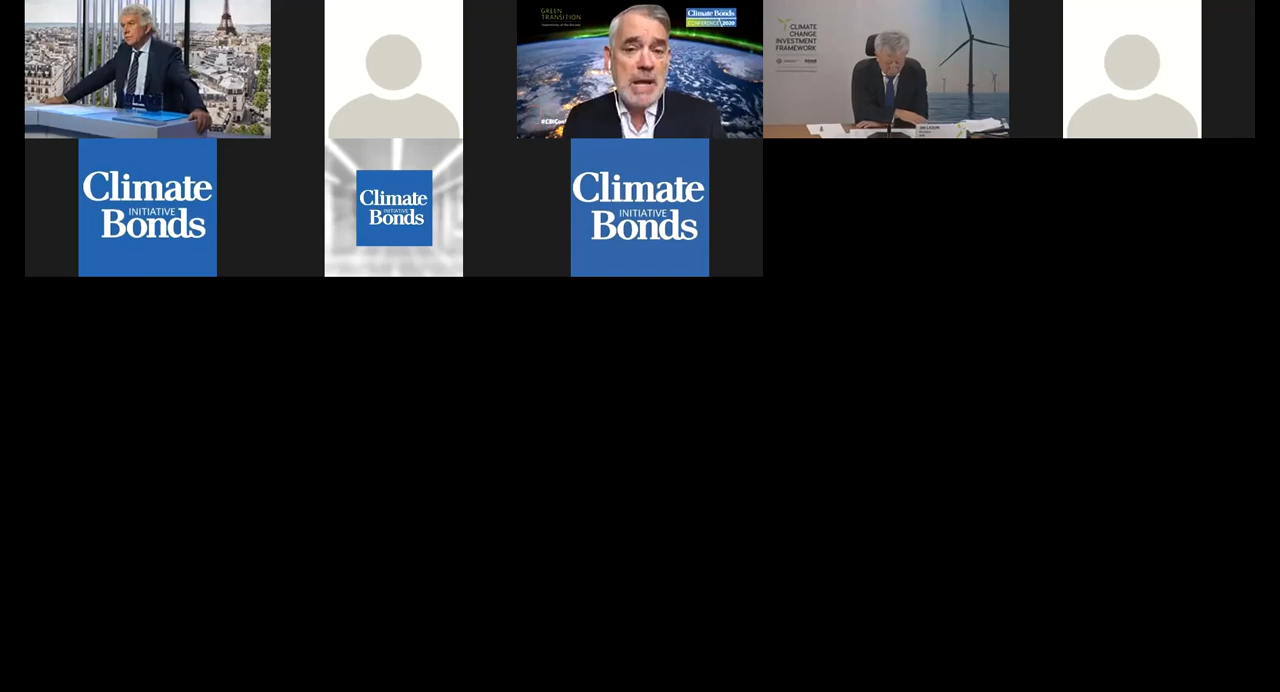 GREEN
TRANSITION
Climate Bonds
CONFERENCE 2020
CLIMATE
CHANGE
INVESTMENT
FRAMEWORK
Climate
INITIATIVE
Bonds
Climate
INITIATIVE
Bonds
Climate
INITIATIVE
Bonds